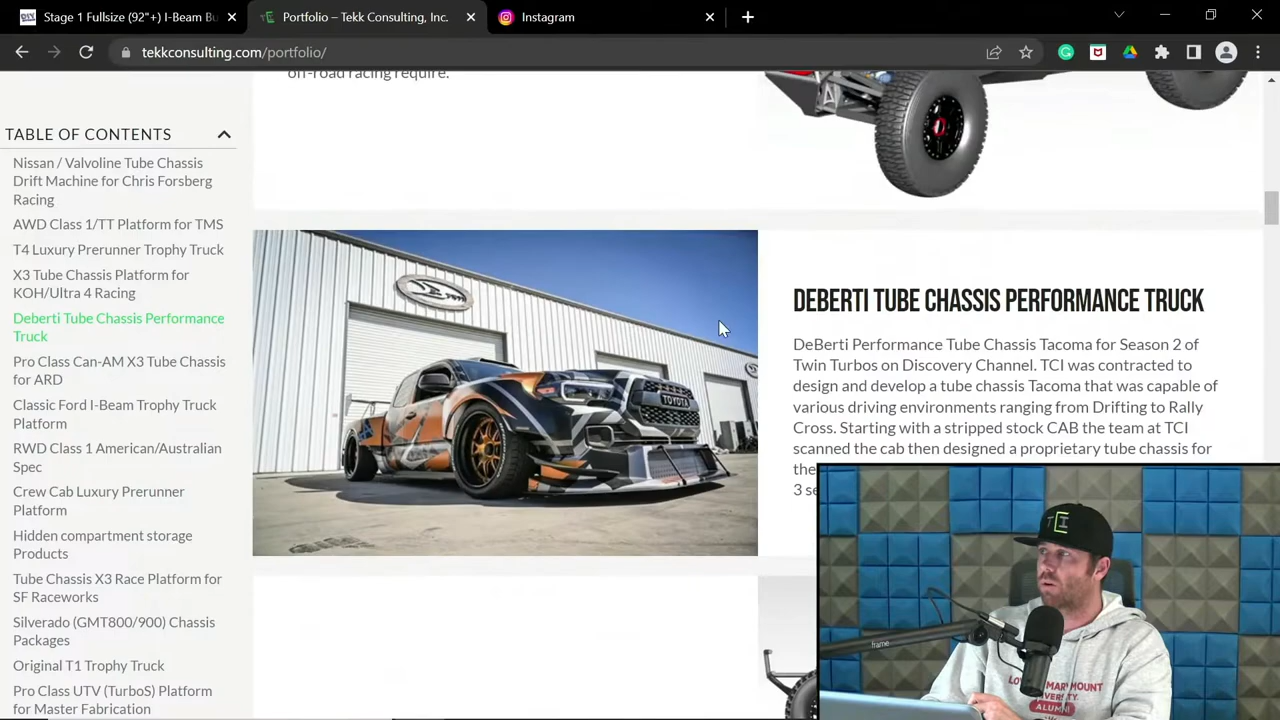 Stage 1 Fullsize (92"+) I-Beam Bu
Portfolio – Tekk Consulting, Inc.
Instagram
tekkconsulting.com/portfolio/
off-road racing require.
TABLE OF CONTENTS
Nissan / Valvoline Tube Chassis
Drift Machine for Chris Forsberg
Racing
AWD Class 1/TT Platform for TMS
T4 Luxury Prerunner Trophy Truck
X3 Tube Chassis Platform for
KOH/Ultra 4 Racing
Deberti Tube Chassis Performance
Truck
Pro Class Can-AM X3 Tube Chassis
for ARD
Classic Ford I-Beam Trophy Truck
Platform
RWD Class 1 American/Australian
Spec
Crew Cab Luxury Prerunner
Platform
Hidden compartment storage
Products
Tube Chassis X3 Race Platform for
SF Raceworks
Silverado (GMT800/900) Chassis
Packages
Original T1 Trophy Truck
Pro Class UTV (TurboS) Platform
for Master Fabrication
TOYOTA
DEBERTI TUBE CHASSIS PERFORMANCE TRUCK
DeBerti Performance Tube Chassis Tacoma for Season 2 of
Twin Turbos on Discovery Channel. TCI was contracted to
design and develop a tube chassis Tacoma that was capable of
various driving environments ranging from Drifting to Rally
Cross. Starting with a stripped stock CAB the team at TCI
scanned the cab then designed a proprietary tube chassis for
the
3 se
TCI
frame
MARYMOUNT
UNIVERSITY
ALUMNI